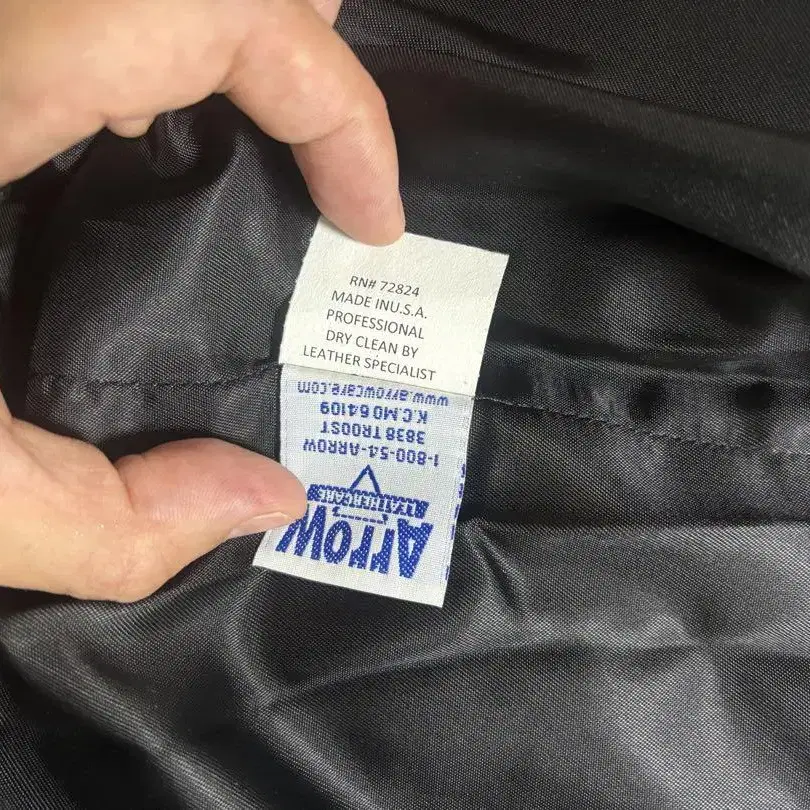 RN# 72824
MADE INU.S.A.
PROFESSIONAL
DRY CLEAN BY
LEATHER SPECIALIST
Arrow
LEATHERCARE
1-800-54-ARROW
3838 TROOST
K.C.MO 64109
www.arrowcare.com